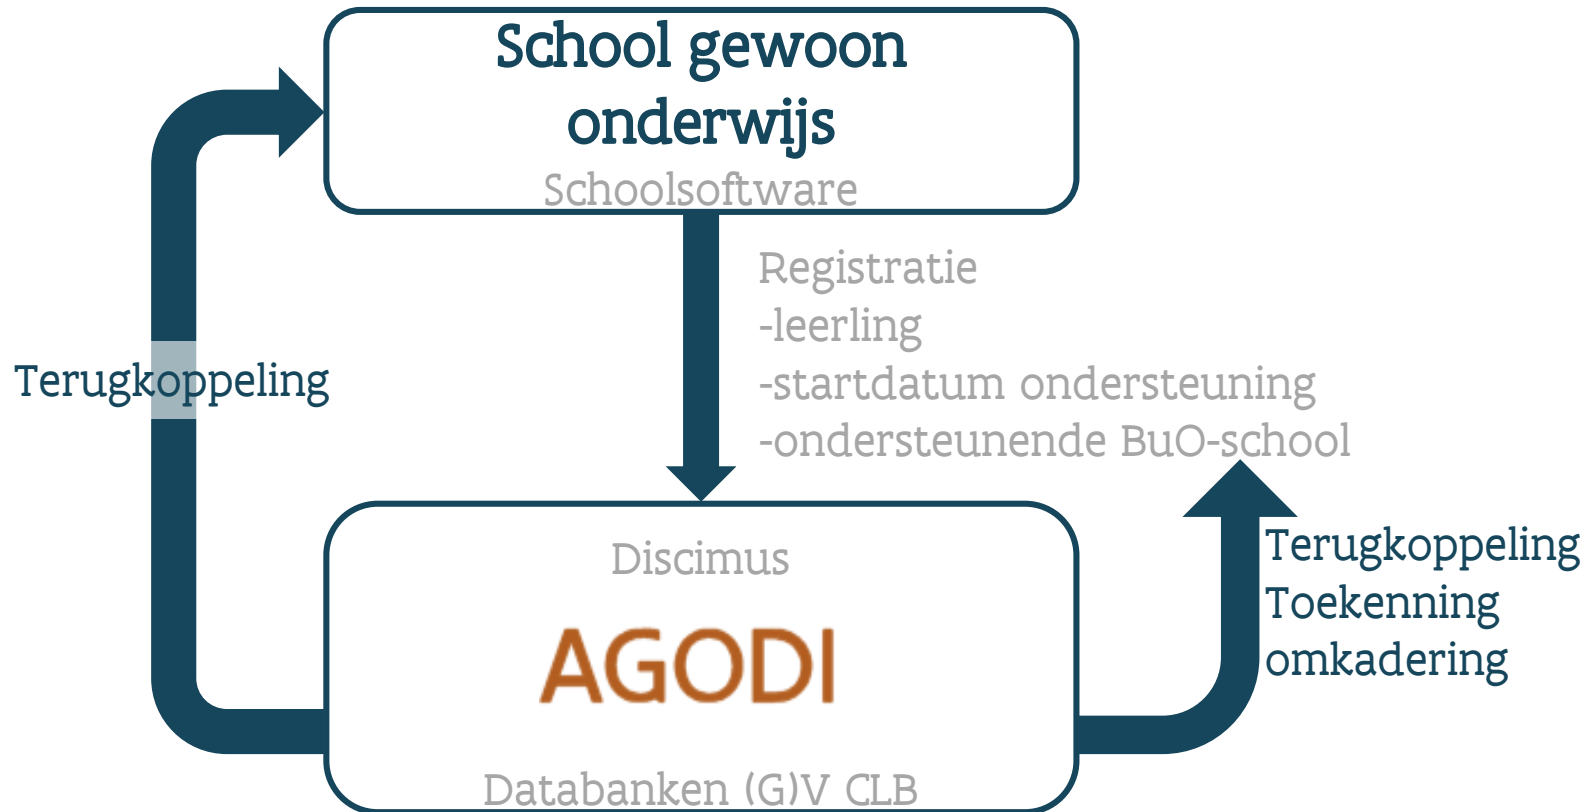 School gewoon
onderwijs
Schoolsoftware
Registratie
-leerling
-startdatum ondersteuning
-ondersteunende BuO-school
Terugkoppeling
Discimus
AGODI
Databanken (G)V CLB
Terugkoppeling
Toekenning
omkadering